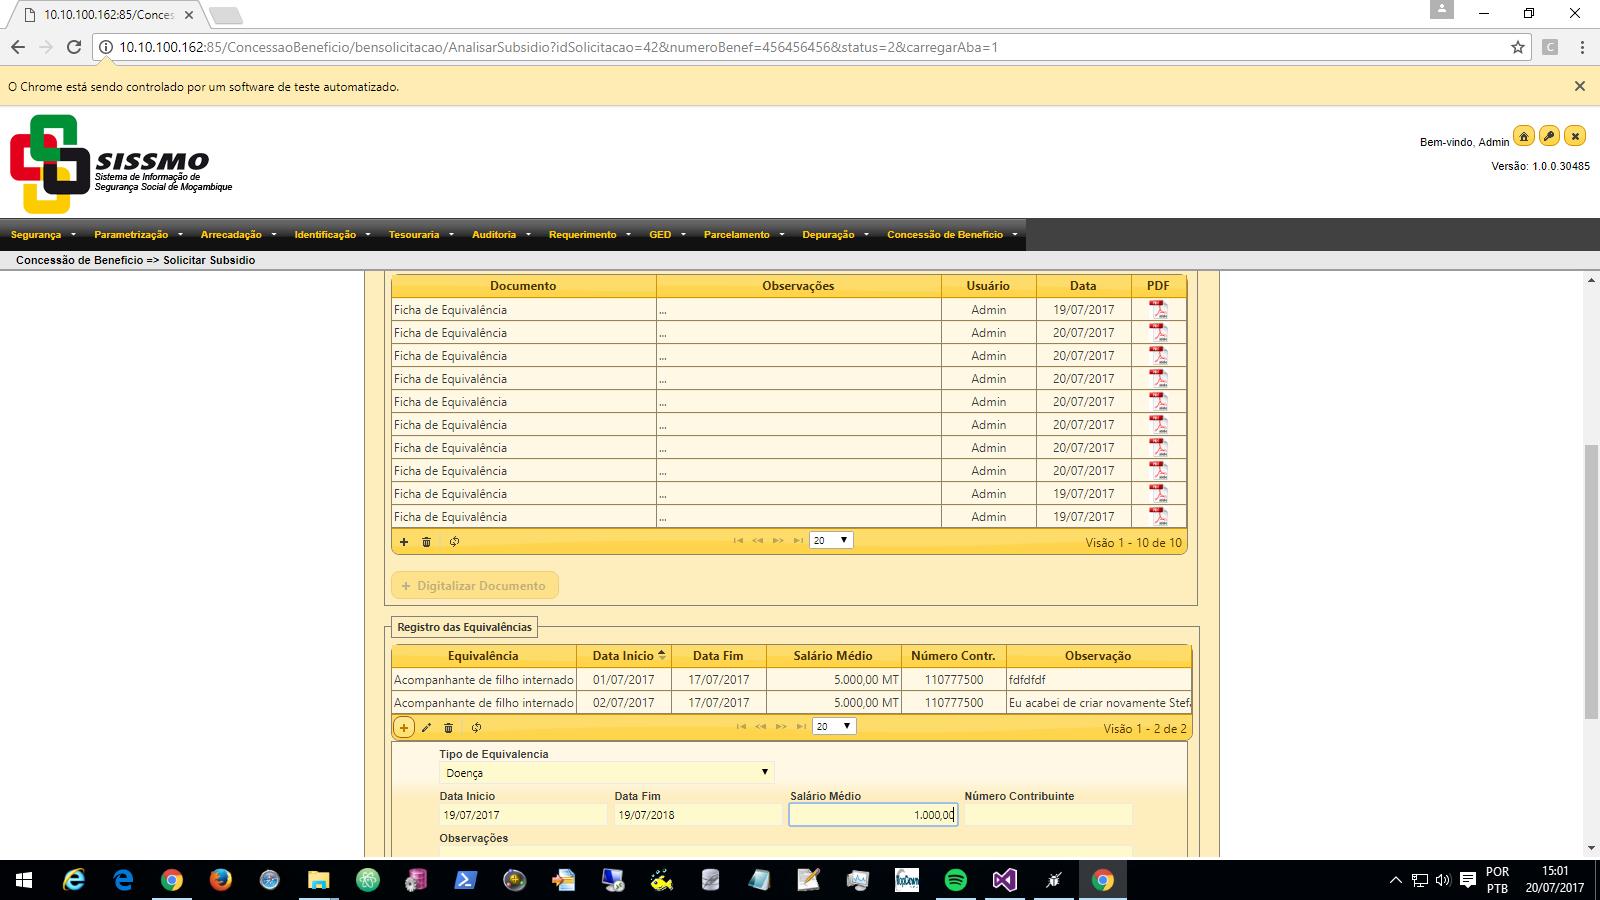 10.10.100.162:85/Conces
10.10.100.162:85/ConcessaoBeneficio/bensolicitacao/AnalisarSubsidio?idSolicitacao=42&numeroBenef=456456456&status=2&carregarAba=1
C
O Chrome está sendo controlado por um software de teste automatizado.
SISSMO
Sistema de Informação de
Segurança Social de Moçambique
Bem-vindo, Admin
Versão: 1.0.0.30485
Segurança Parametrização Arrecadação Identificação Tesouraria Auditoria Requerimento GED Parcelamento Depuração Concessão de Benefício
Concessão de Benefício => Solicitar Subsidio
Documento Observações Usuário Data PDF
Ficha de Equivalência ... Admin 19/07/2017
Ficha de Equivalência ... Admin 20/07/2017
Ficha de Equivalência ... Admin 20/07/2017
Ficha de Equivalência ... Admin 20/07/2017
Ficha de Equivalência ... Admin 20/07/2017
Ficha de Equivalência ... Admin 20/07/2017
Ficha de Equivalência ... Admin 20/07/2017
Ficha de Equivalência ... Admin 20/07/2017
Ficha de Equivalência ... Admin 19/07/2017
Ficha de Equivalência ... Admin 19/07/2017
20 Visão 1 - 10 de 10
+ Digitalizar Documento
Registro das Equivalências
Equivalência Data Inicio Data Fim Salário Médio Número Contr. Observação
Acompanhante de filho internado 01/07/2017 17/07/2017 5.000,00 MT 110777500 fdfdfdf
Acompanhante de filho internado 02/07/2017 17/07/2017 5.000,00 MT 110777500 Eu acabei de criar novamente Stefa
20 Visão 1 - 2 de 2
Tipo de Equivalencia
Doença
Data Inicio Data Fim Salário Médio Número Contribuinte
19/07/2017 19/07/2018 1.000,00
Observações
POR 15:01
PTB 20/07/2017